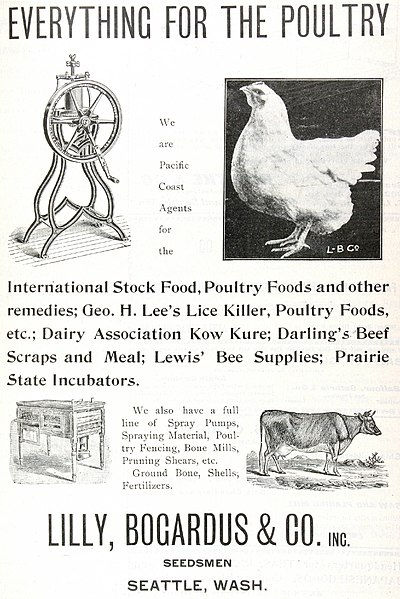 EVERYTHING FOR THE POULTRY
We
are
Pacific
Coast
Agents
for
the
L-B Co
International Stock Food, Poultry Foods and other
remedies; Geo. H. Lee's Lice Killer, Poultry Foods,
etc.; Dairy Association Kow Kure; Darling's Beef
Scraps and Meal; Lewis' Bee Supplies; Prairie
State Incubators.
We also have a full
line of Spray Pumps,
Spraying Material, Poul-
try Fencing, Bone Mills,
Pruning Shears, etc.
Ground Bone, Shells,
Fertilizers.
LILLY, BOGARDUS & CO. INC.
SEEDSMEN
SEATTLE, WASH.